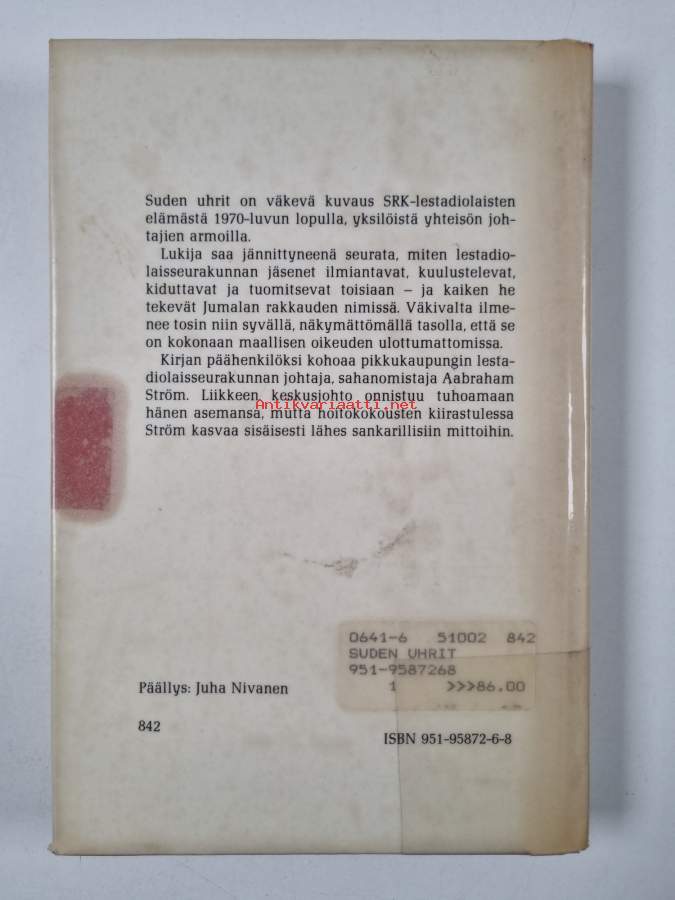 Suden uhrit on väkevä kuvaus SRK-lestadiolaisten
elämästä 1970-luvun lopulla, yksilöistä yhteisön joh-
tajien armoilla.
Lukija saa jännittyneenä seurata, miten lestadio-
laisseurakunnan jäsenet ilmiantavat, kuulustelevat,
kiduttavat ja tuomitsevat toisiaan – ja kaiken he
tekevät Jumalan rakkauden nimissä. Väkivalta ilme-
nee tosin niin syvällä, näkymättömällä tasolla, että se
on kokonaan maallisen oikeuden ulottumattomissa.
Kirjan päähenkilöksi kohoaa pikkukaupungin lesta-
diolaisseurakunnan johtaja, sahanomistaja Aabraham
Ström. Liikkeen keskusjohto onnistuu tuhoamaan
Antikvariaatti.net
hänen asemansa, mutta hoitokokousten kiirastulessa
Ström kasvaa sisäisesti lähes sankarillisiin mittoihin.
0641-6 51002 842
SUDEN UHRIT
951-9587268
1 >>>86.00
Päällys: Juha Nivanen
842
ISBN 951-95872-6-8